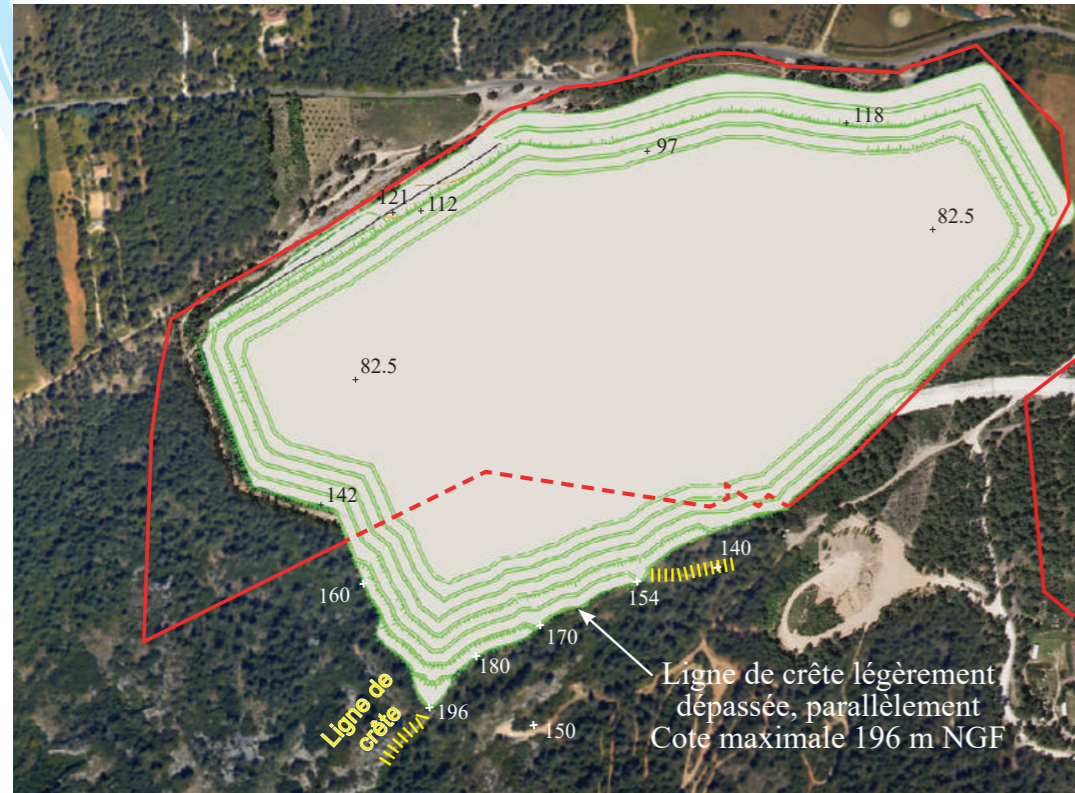 118
97
121
112
82.5
82.5
142
140
160
154
170
180
Ligne de
crête
196
150
Ligne de crête légèrement
dépassée, parallèlement
Cote maximale 196 m NGF